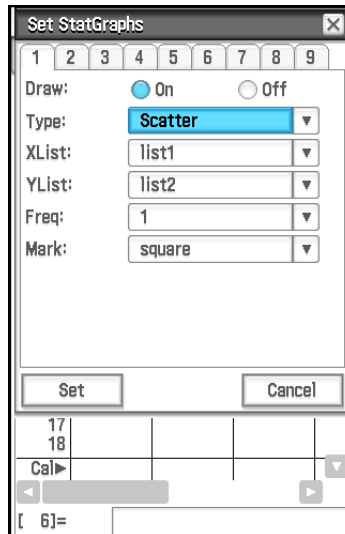 Set StatGraphs
1 2 3 4 5 6 7 8 9
Draw: On Off
Type: Scatter
XList: list1
YList: list2
Freq: 1
Mark: square
Set Cancel
17
18
Cal▶
[ 6]=